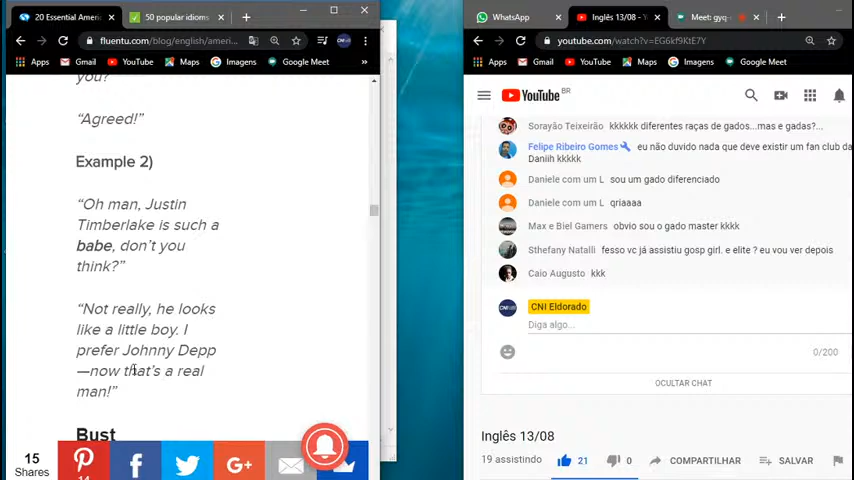 20 Essential Ameri
50 popular idioms
fluentu.com/blog/english/ameri...
Apps
Gmail
YouTube
Maps
Imagens
Google Meet
you?"
"Agreed!"
Example 2)
"Oh man, Justin
Timberlake is such a
babe, don't you
think?"
"Not really, he looks
like a little boy. I
prefer Johnny Depp
—now that's a real
man!"
Bust
15
Shares
14
WhatsApp
Inglês 13/08 - Y
Meet: gyq
youtube.com/watch?v=EG6kf9KtE7Y
Apps
Gmail
YouTube
Maps
Imagens
Google Meet
YouTube BR
Sorayão Teixeirão kkkkkk diferentes raças de gados...mas e gadas?...
Felipe Ribeiro Gomes eu não duvido nada que deve existir um fan club da
Daniih kkkkk
Daniele com um L sou um gado diferenciado
Daniele com um L qriaaaa
Max e Biel Gamers obvio sou o gado master kkkk
Sthefany Natalli fesso vc já assistiu gosp girl. e elite ? eu vou ver depois
Caio Augusto kkk
CNI Eldorado
Diga algo...
0/200
OCULTAR CHAT
Inglês 13/08
19 assistindo
21
0
COMPARTILHAR
SALVAR